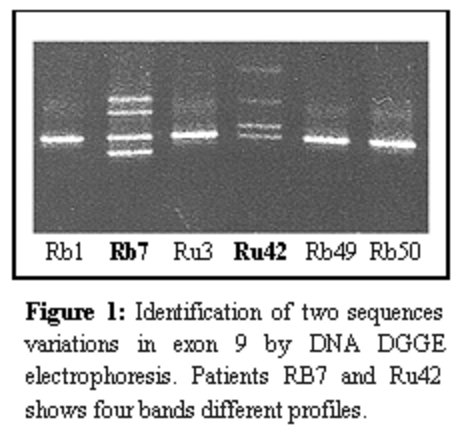 Rb1 Rb7 Ru3 Ru42 Rb49 Rb50
Figure 1: Identification of two sequences
variations in exon 9 by DNA DGGE
electrophoresis. Patients RB7 and Ru42
shows four bands different profiles.